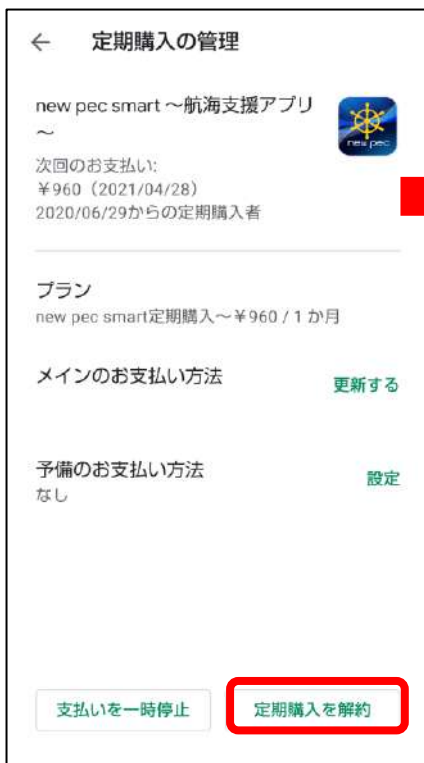 ← 定期購入の管理
new pec smart ～航海支援アプリ
～
new pec
次回のお支払い:
¥960（2021/04/28）
2020/06/29からの定期購入者
プラン
new pec smart定期購入～¥960 / 1 か月
メインのお支払い方法
更新する
予備のお支払い方法
設定
なし
支払いを一時停止
定期購入を解約